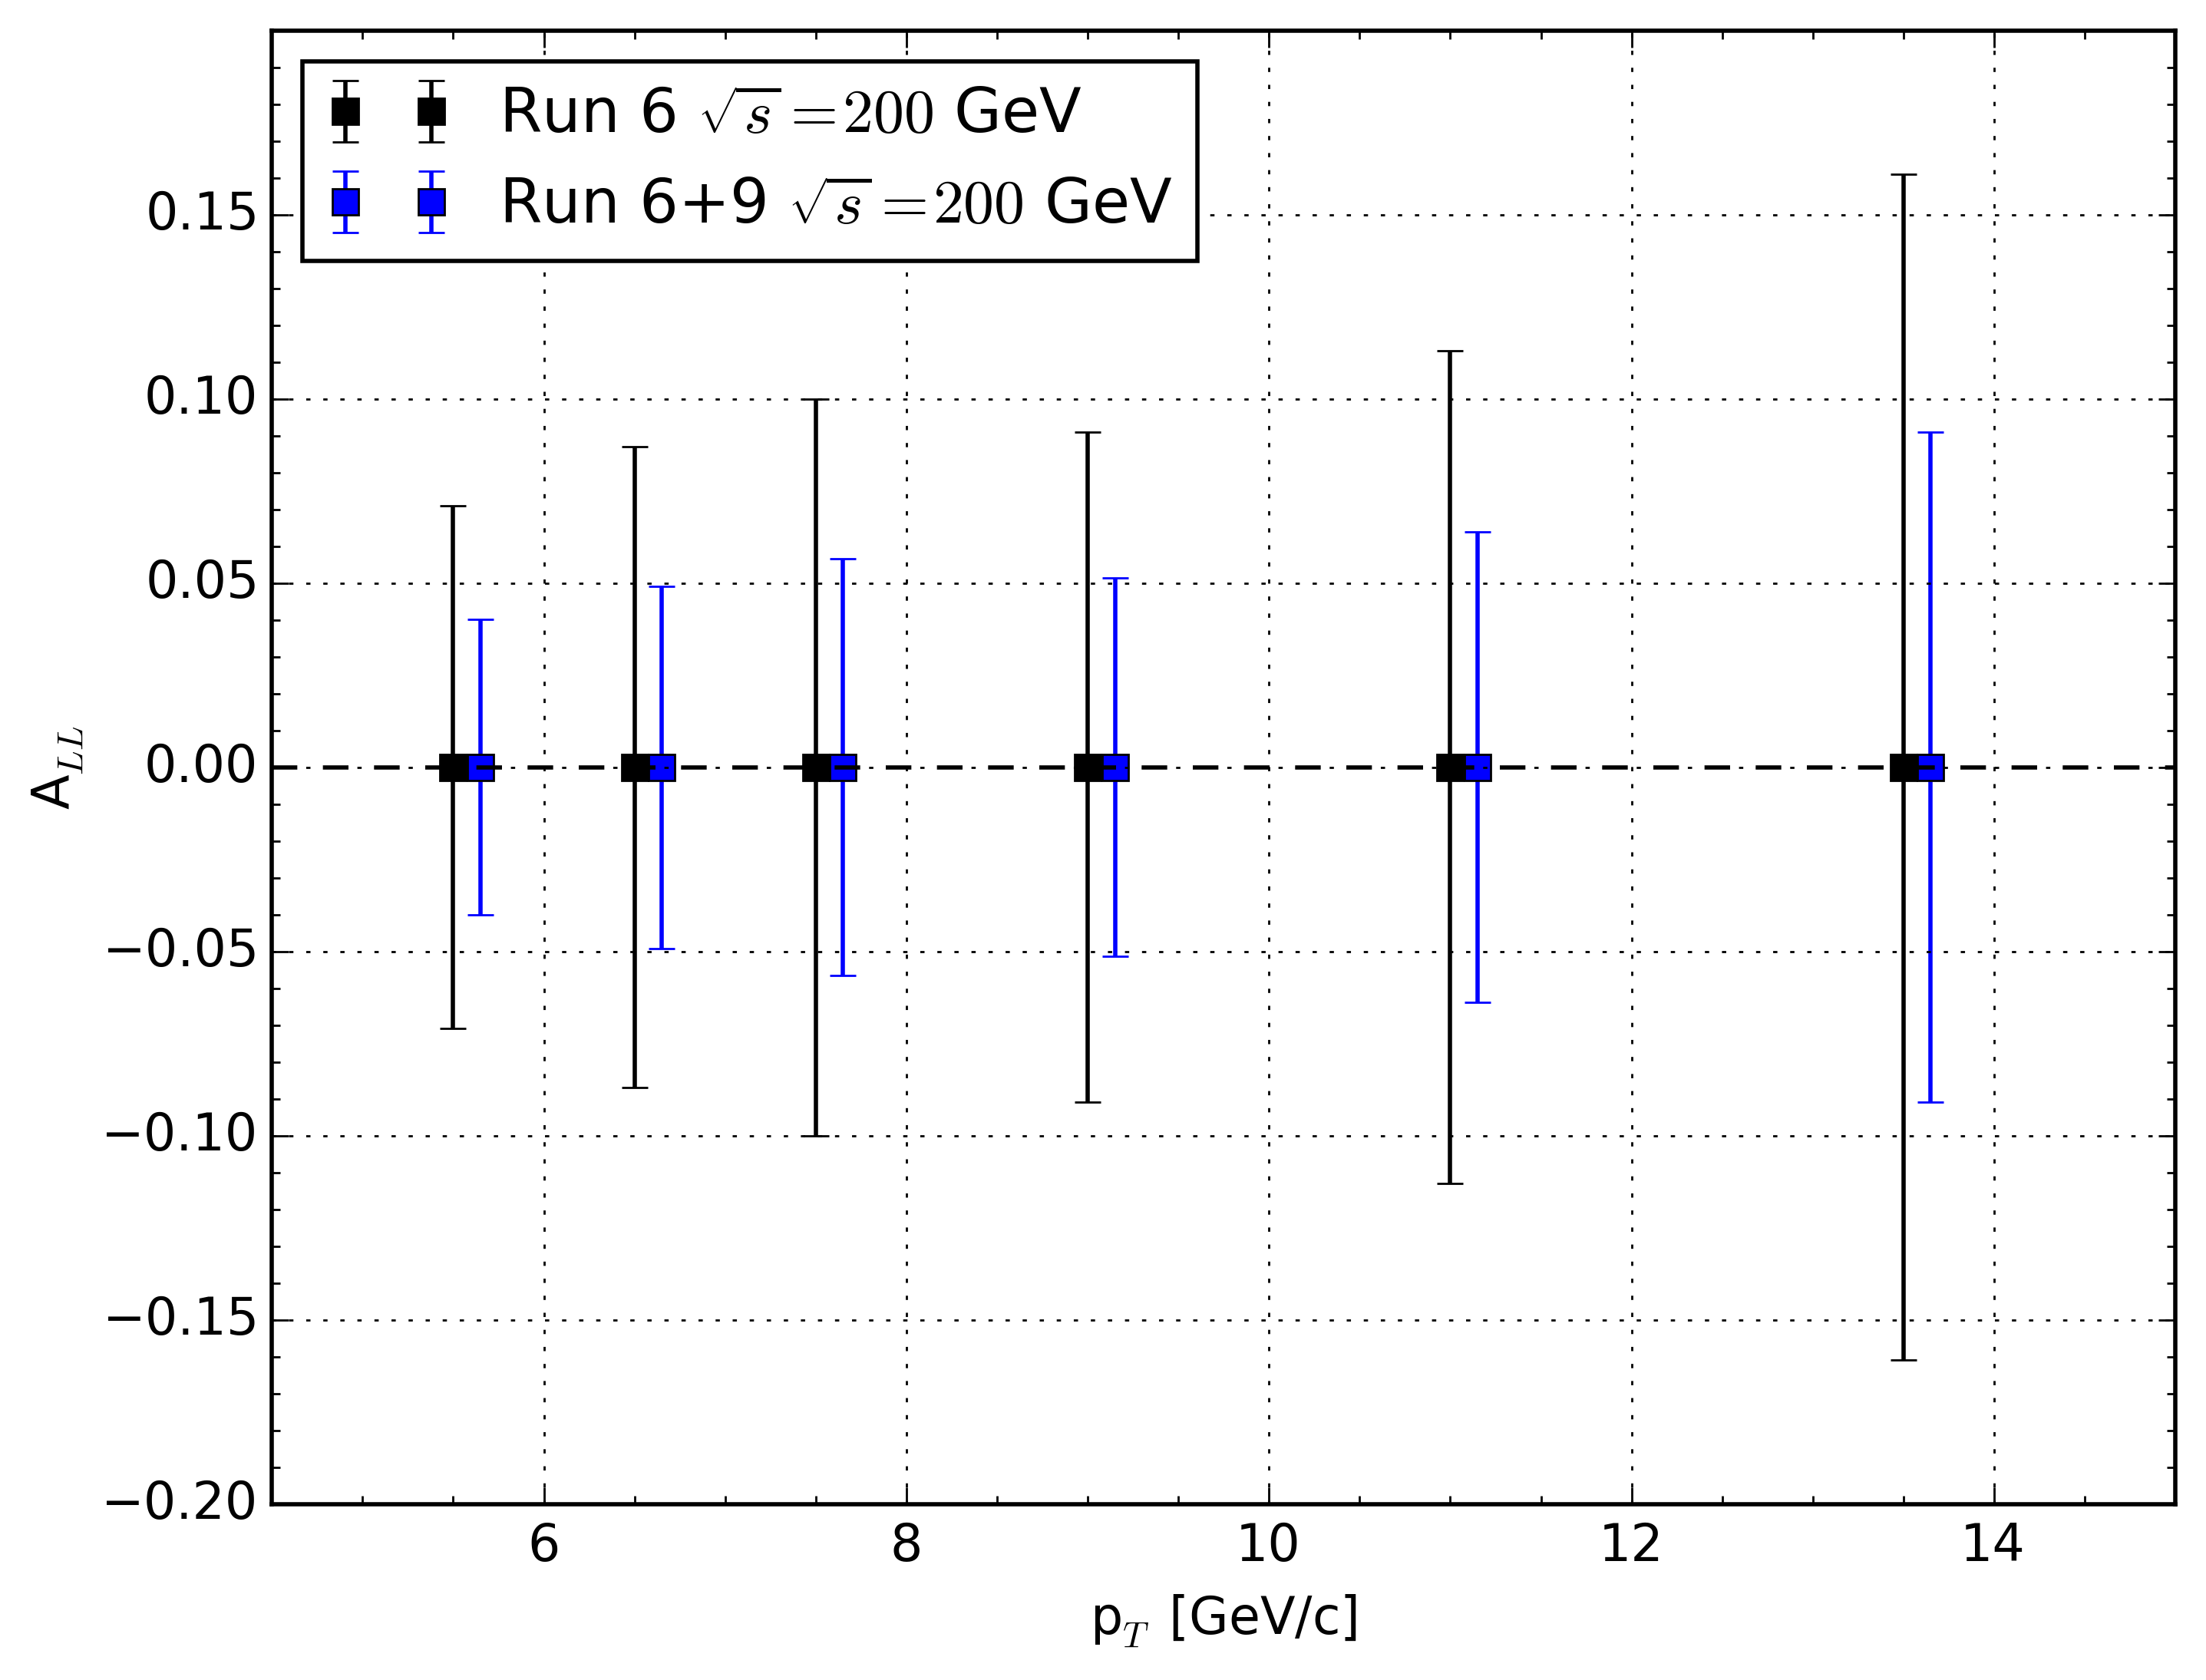 Run 6 √s = 200 GeV
Run 6+9 √s = 200 GeV
0.15
0.10
0.05
0.00
−0.05
−0.10
−0.15
−0.20
A_LL
6 8 10 12 14
p_T [GeV/c]